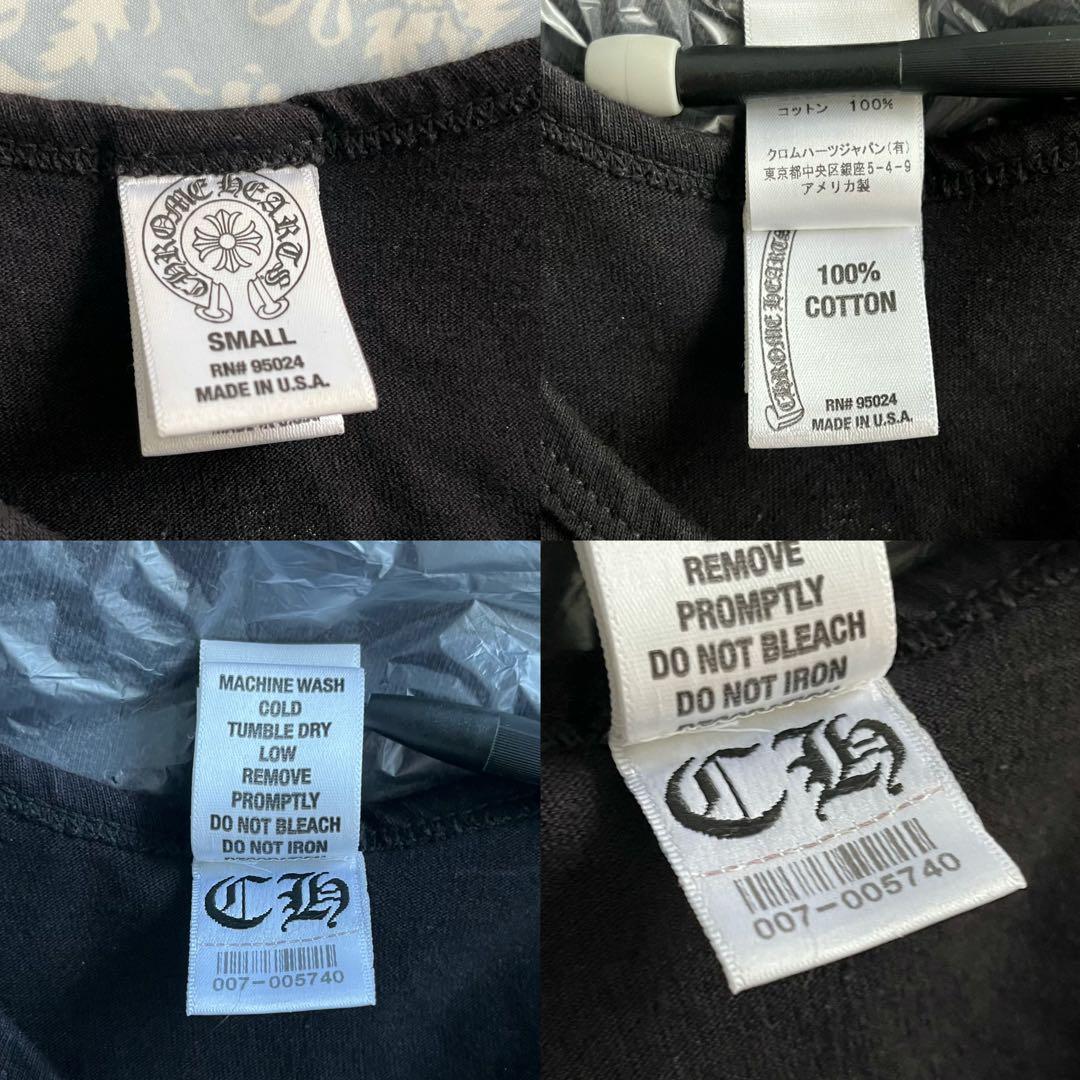 CHROME HEARTS
SMALL
RN# 95024
MADE IN U.S.A.
MADE IN U.S.A.
コットン 100%
クロムハーツジャパン(有)
東京都中央区銀座5-4-9
アメリカ製
CHROME HEARTS
100%
COTTON
RN# 95024
MADE IN U.S.A.
MACHINE WASH
COLD
TUMBLE DRY
LOW
REMOVE
PROMPTLY
DO NOT BLEACH
DO NOT IRON
CH
007-005740
REMOVE
PROMPTLY
DO NOT BLEACH
DO NOT IRON
CH
007-005740